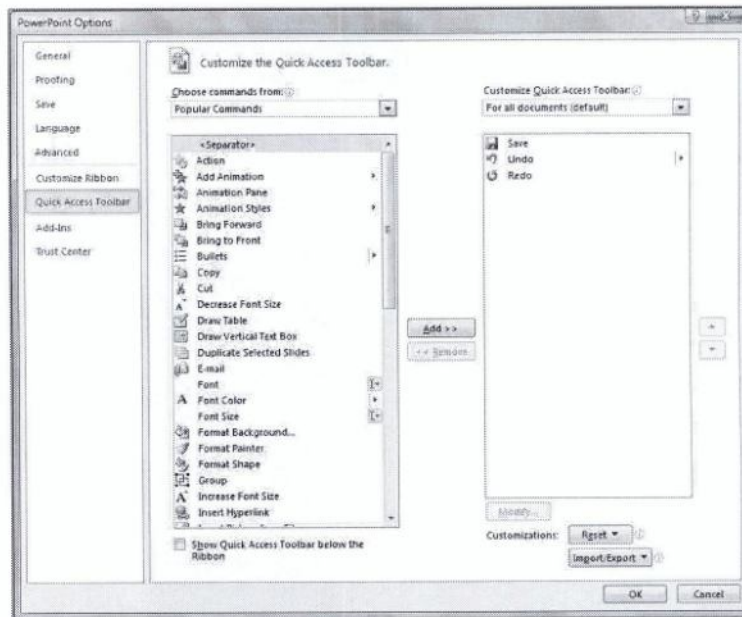 PowerPoint Options
General
Proofing
Save
Language
Advanced
Customize Ribbon
Quick Access Toolbar
Add-Ins
Trust Center
Customize the Quick Access Toolbar.
Choose commands from:
Popular Commands
<Separator>
Action
Add Animation
Animation Pane
Animation Styles
Bring Forward
Bring to Front
Bullets
Copy
Cut
Decrease Font Size
Draw Table
Draw Vertical Text Box
Duplicate Selected Slides
E-mail
Font
Font Color
Font Size
Format Background...
Format Painter
Format Shape
Group
Increase Font Size
Insert Hyperlink
Show Quick Access Toolbar below the
Ribbon
Add >>
<< Remove
Customize Quick Access Toolbar:
For all documents (default)
Save
Undo
Redo
Modify...
Customizations:
Reset
Import/Export
OK
Cancel